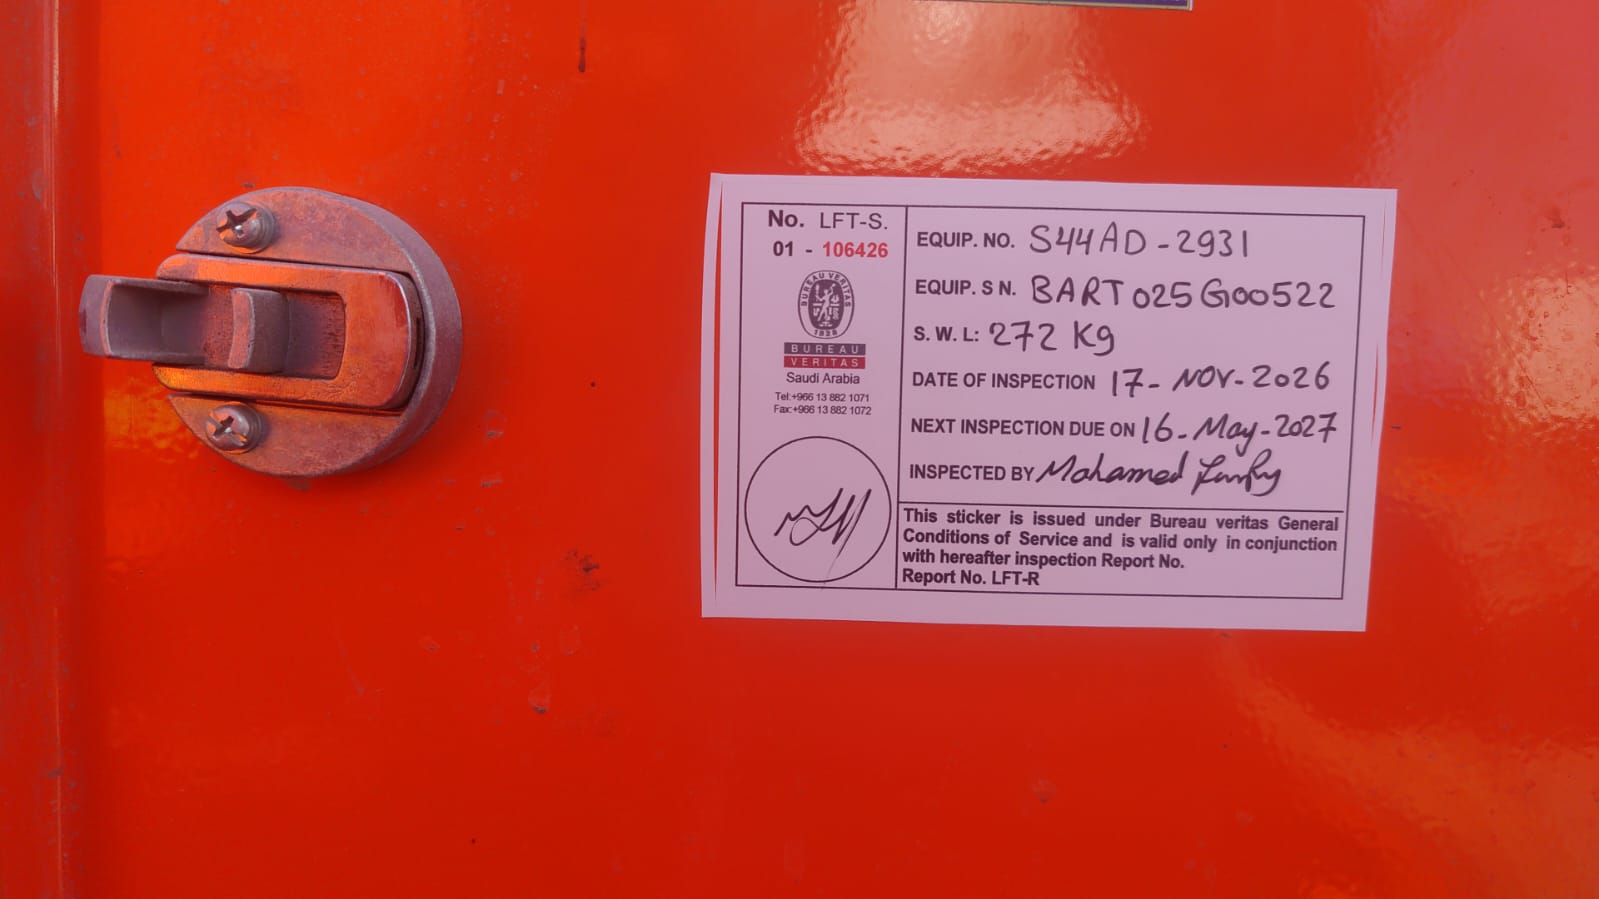 No. LFT-S.
01 - 106426
BUREAU VERITAS
1828
BUREAU
VERITAS
Saudi Arabia
Tel:+966 13 882 1071
Fax:+966 13 882 1072
EQUIP. NO. S44AD-2931
EQUIP. S N. BART025G00522
S. W. L: 272 Kg
DATE OF INSPECTION 17-NOV-2026
NEXT INSPECTION DUE ON 16-May-2027
INSPECTED BY Mohamed
This sticker is issued under Bureau veritas General
Conditions of Service and is valid only in conjunction
with hereafter inspection Report No.
Report No. LFT-R